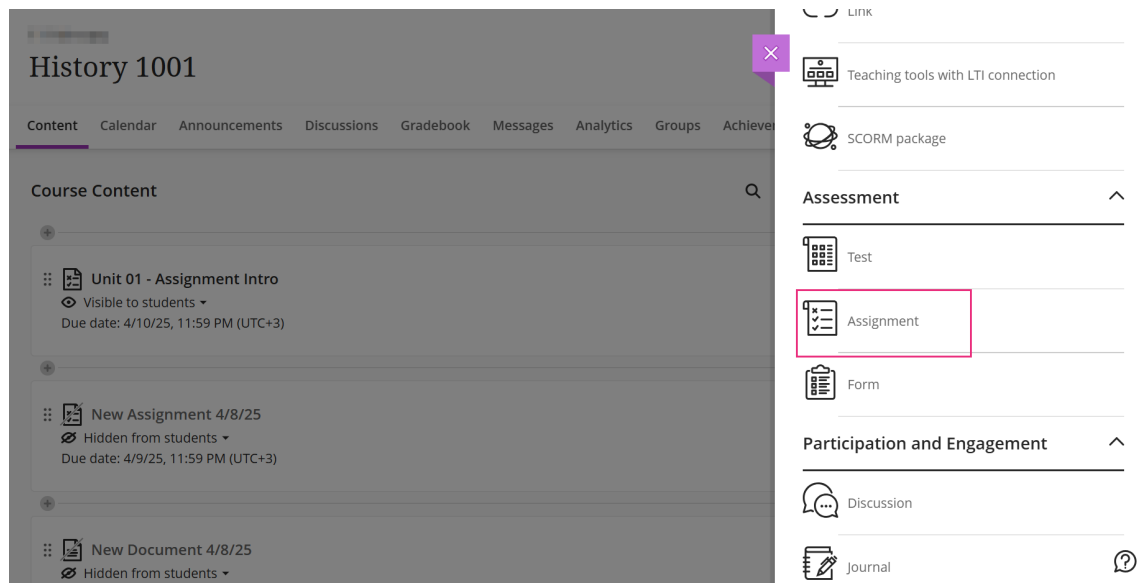 History 1001
Content Calendar Announcements Discussions Gradebook Messages Analytics Groups
Course Content
Unit 01 - Assignment Intro
Visible to students
Due date: 4/10/25, 11:59 PM (UTC+3)
New Assignment 4/8/25
Hidden from students
Due date: 4/9/25, 11:59 PM (UTC+3)
New Document 4/8/25
Hidden from students
Link
Teaching tools with LTI connection
SCORM package
Assessment
Test
Assignment
Form
Participation and Engagement
Discussion
Journal